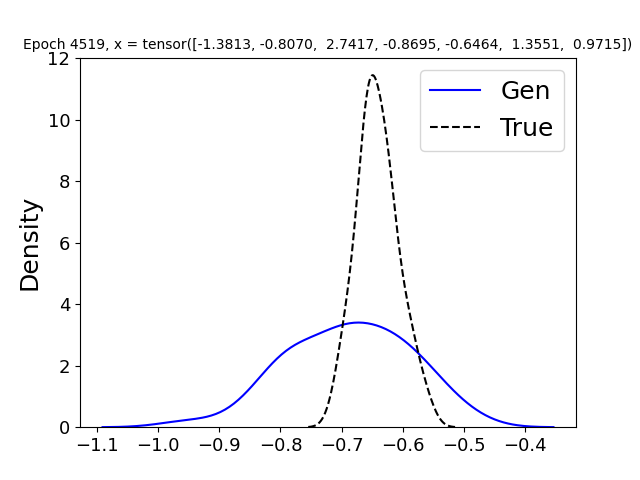 Epoch 4519, x = tensor([-1.3813, -0.8070,  2.7417, -0.8695, -0.6464,  1.3551,  0.9715])
12
10
8
6
4
2
0
Density
Gen
True
−1.1 −1.0 −0.9 −0.8 −0.7 −0.6 −0.5 −0.4